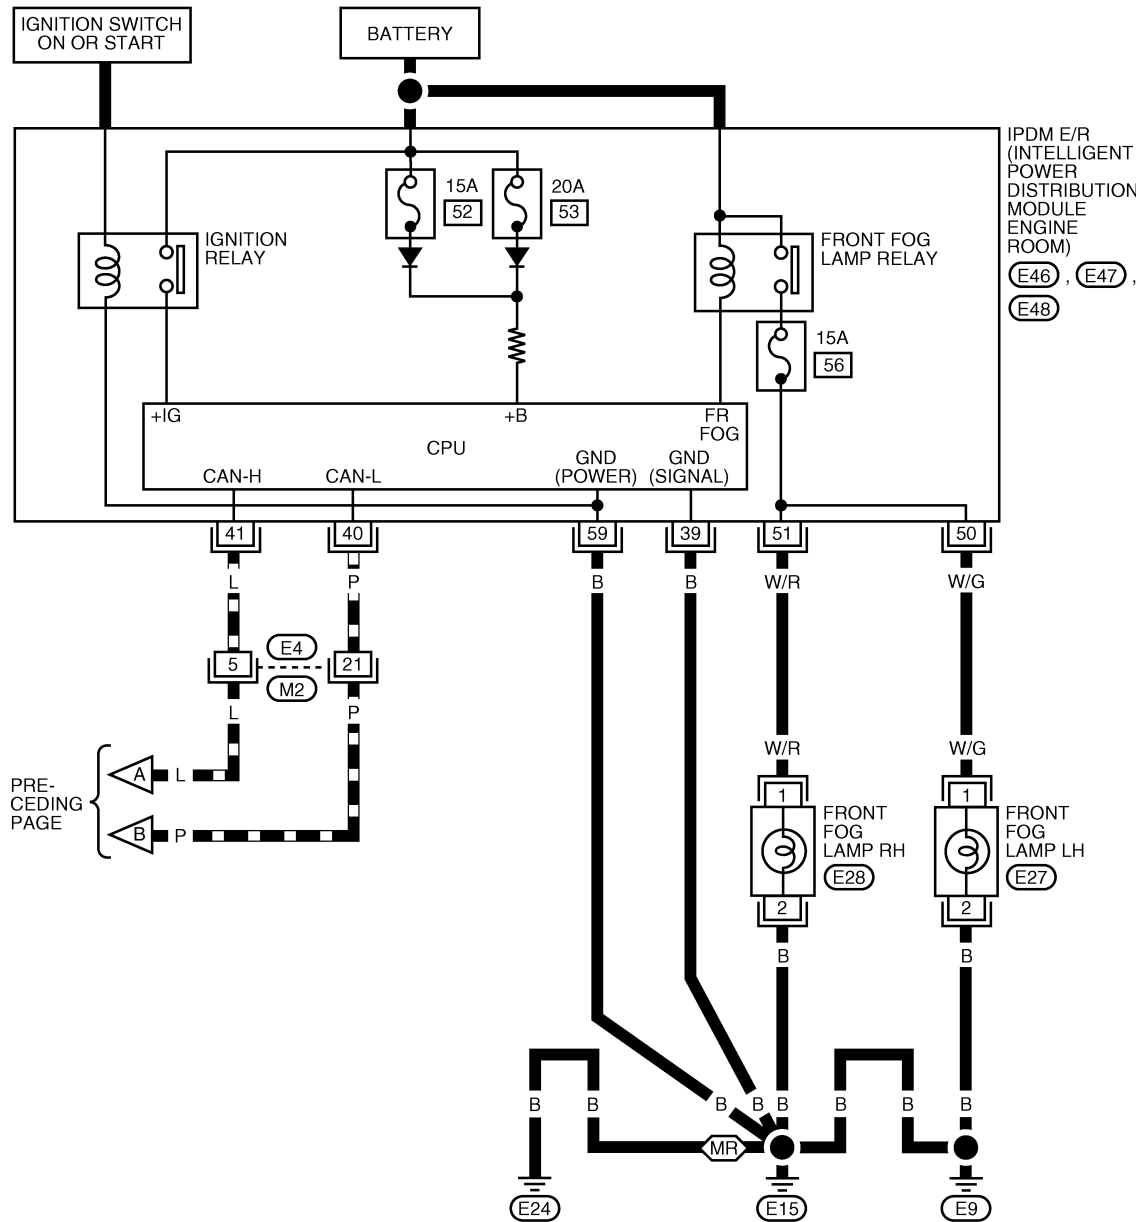 IGNITION SWITCH
ON OR START
BATTERY
IPDM E/R
(INTELLIGENT
POWER
DISTRIBUTION
MODULE
ENGINE
ROOM)
E46 , E47 ,
E48
15A
52
20A
53
IGNITION
RELAY
FRONT FOG
LAMP RELAY
15A
56
+IG
+B
FR
FOG
CPU
CAN-H
CAN-L
GND
(POWER)
GND
(SIGNAL)
41
40
59
39
51
50
L
P
B
B
W/R
W/G
E4
5
21
M2
L
P
W/R
W/G
PRE-
CEDING
PAGE
A
L
B
P
1
1
FRONT
FOG
LAMP RH
E28
FRONT
FOG
LAMP LH
E27
2
2
B
B
B
B
B
B
B
B
B
B
MR
E24
E15
E9